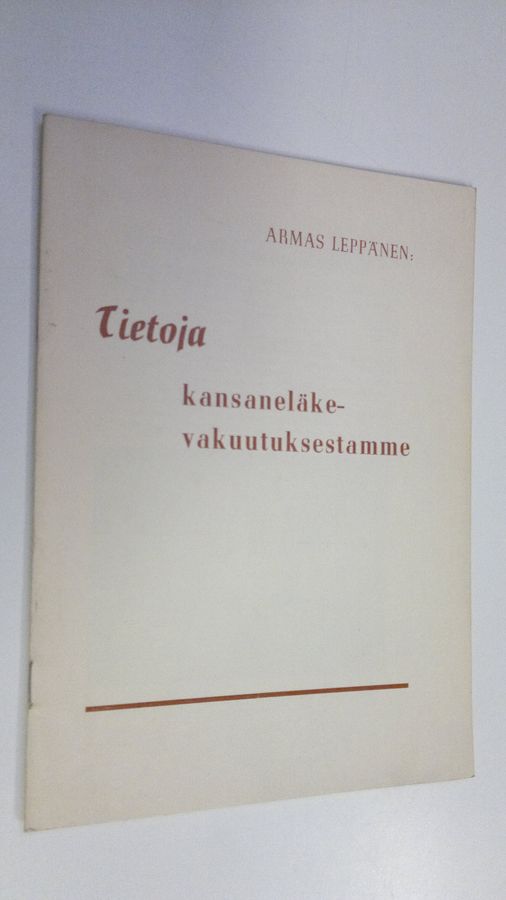 ARMAS LEPPÄNEN:
Tietoja
kansaneläke-
vakuutuksestamme